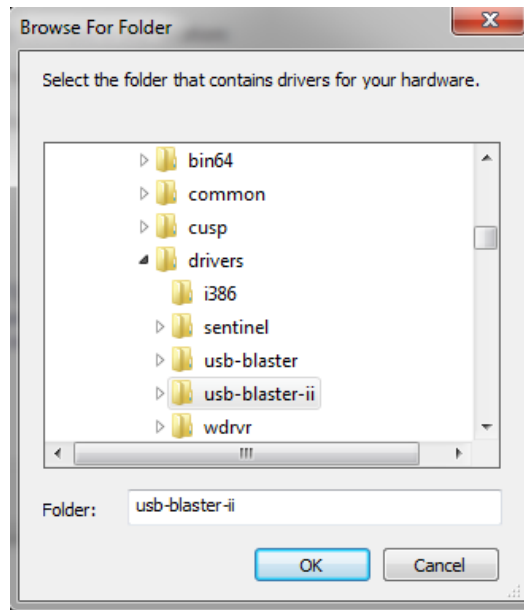 Browse For Folder
Select the folder that contains drivers for your hardware.
bin64
common
cusp
drivers
i386
sentinel
usb-blaster
usb-blaster-ii
wdrvr
Folder: usb-blaster-ii
OK Cancel